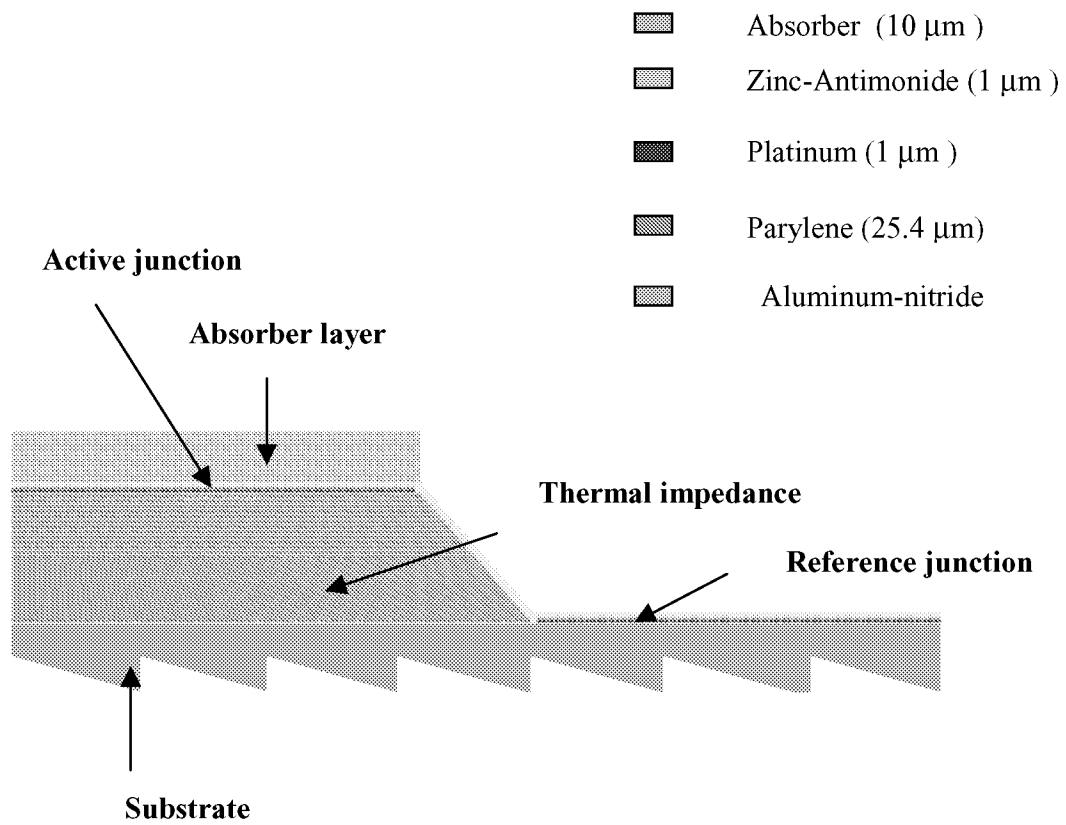 Absorber (10 μm )
Zinc-Antimonide (1 μm )
Platinum (1 μm )
Parylene (25.4 μm)
Aluminum-nitride
Active junction
Absorber layer
Thermal impedance
Reference junction
Substrate